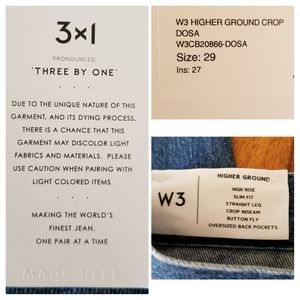 3×1
PRONOUNCED:
'THREE BY ONE'
DUE TO THE UNIQUE NATURE OF THIS
GARMENT, AND ITS DYING PROCESS,
THERE IS A CHANCE THAT THIS
GARMENT MAY DISCOLOR LIGHT
FABRICS AND MATERIALS. PLEASE
USE CAUTION WHEN PAIRING WITH
LIGHT COLORED ITEMS.
MAKING THE WORLD'S
FINEST JEAN,
ONE PAIR AT A TIME
MADE HERE
W3 HIGHER GROUND CROP
DOSA
W3CB20866-DOSA
Size: 29
Ins: 27
W3
HIGHER GROUND
HIGH RISE
SLIM FIT
STRAIGHT LEG
CROP INSEAM
BUTTON FLY
OVERSIZED BACK POCKETS